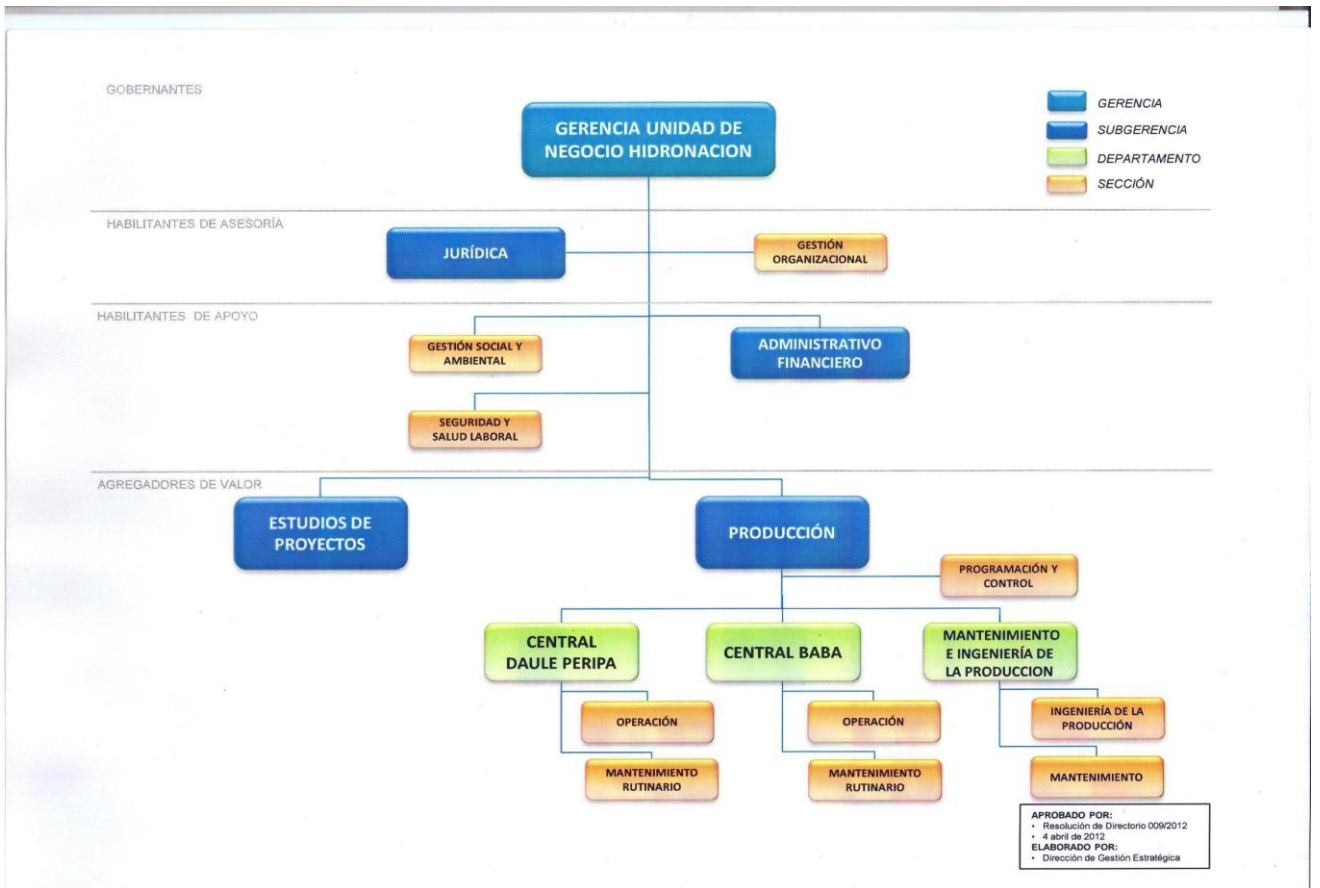 GOBERNANTES
GERENCIA UNIDAD DE
NEGOCIO HIDRONACION
GERENCIA
SUBGERENCIA
DEPARTAMENTO
SECCIÓN
HABILITANTES DE ASESORÍA
JURÍDICA
GESTIÓN
ORGANIZACIONAL
HABILITANTES DE APOYO
GESTIÓN SOCIAL Y
AMBIENTAL
ADMINISTRATIVO
FINANCIERO
SEGURIDAD Y
SALUD LABORAL
AGREGADORES DE VALOR
ESTUDIOS DE
PROYECTOS
PRODUCCIÓN
PROGRAMACIÓN Y
CONTROL
CENTRAL
DAULE PERIPA
CENTRAL BABA
MANTENIMIENTO
E INGENIERÍA DE
LA PRODUCCION
OPERACIÓN
OPERACIÓN
INGENIERÍA DE LA
PRODUCCIÓN
MANTENIMIENTO
RUTINARIO
MANTENIMIENTO
RUTINARIO
MANTENIMIENTO
APROBADO POR:
• Resolución de Directorio 009/2012
• 4 abril de 2012
ELABORADO POR:
• Dirección de Gestión Estratégica